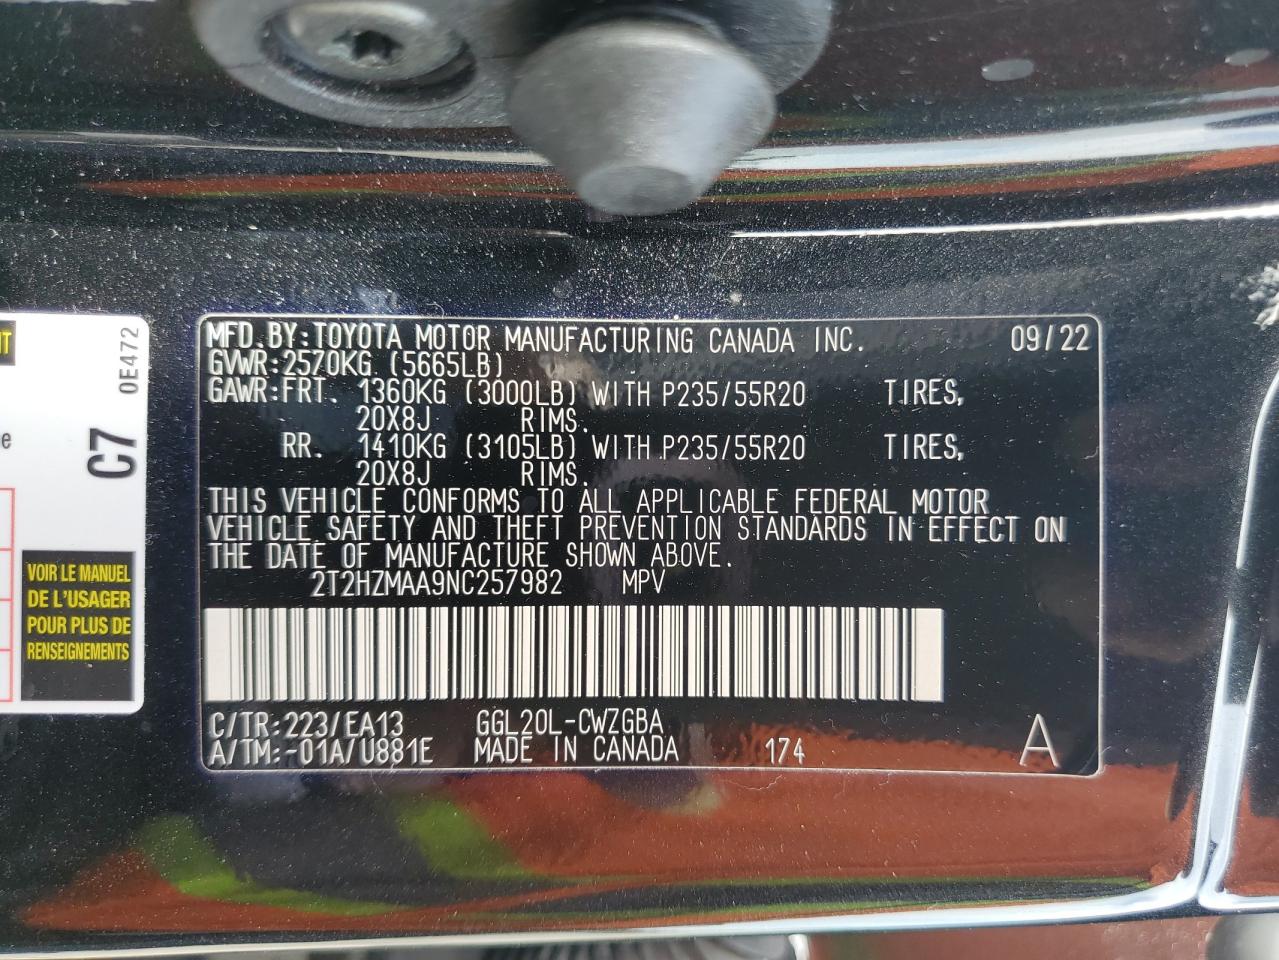 MFD.BY:TOYOTA MOTOR MANUFACTURING CANADA INC. 09/22
GVWR:2570KG (5665LB)
GAWR:FRT. 1360KG (3000LB) WITH P235/55R20 TIRES,
20X8J RIMS.
RR. 1410KG (3105LB) WITH P235/55R20 TIRES,
20X8J RIMS.
THIS VEHICLE CONFORMS TO ALL APPLICABLE FEDERAL MOTOR
VEHICLE SAFETY AND THEFT PREVENTION STANDARDS IN EFFECT ON
THE DATE OF MANUFACTURE SHOWN ABOVE.
2T2HZMAA9NC257982 MPV
C/TR:223/EA13 GGL20L-CWZGBA
A/TM:-01A/U881E MADE IN CANADA 174 A
0E472
C7
VOIR LE MANUEL
DE L'USAGER
POUR PLUS DE
RENSEIGNEMENTS